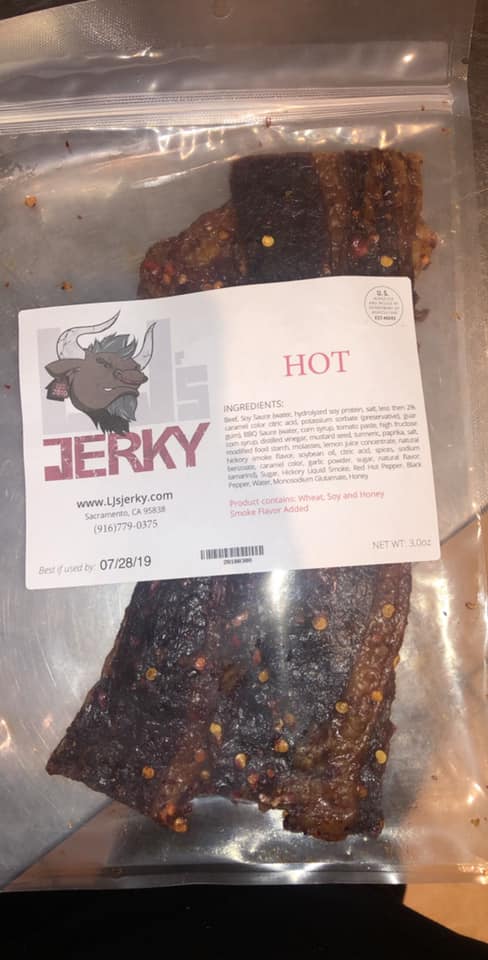 U.S.
LJ's
JERKY
HOT
INGREDIENTS:
Beef, Soy Sauce (water, hydrolyzed soy protein, salt, less then 2%
caramel color citric acid, potassium sorbate (preservative), guar
gum), BBQ Sauce (water, corn syrup, tomato paste, high fructose
corn syrup, distilled vinegar, mustard seed, turmeric, paprika, salt,
modified food starch, molasses, lemon juice concentrate, natural
hickory smoke flavor, soybean oil, citric acid, spices, sodium
benzoate, caramel color, garlic powder, sugar, natural flavor,
tamarind), Sugar, Hickory Liquid Smoke, Red Hot Pepper, Black
Pepper, Water, Monosodium Glutamate, Honey
Product contains: Wheat, Soy and Honey
Smoke Flavor Added
www.LJsjerky.com
Sacramento, CA 95838
(916)779-0375
Best if used by: 07/28/19
NET WT: 3.0oz